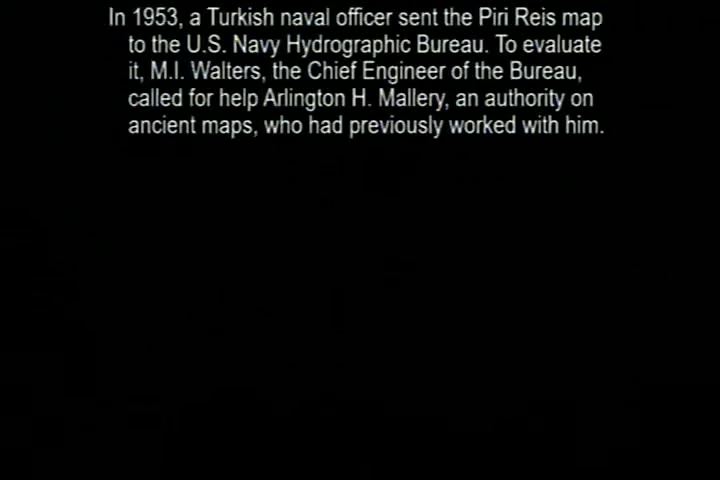 In 1953, a Turkish naval officer sent the Piri Reis map
to the U.S. Navy Hydrographic Bureau. To evaluate
it, M.I. Walters, the Chief Engineer of the Bureau,
called for help Arlington H. Mallery, an authority on
ancient maps, who had previously worked with him.